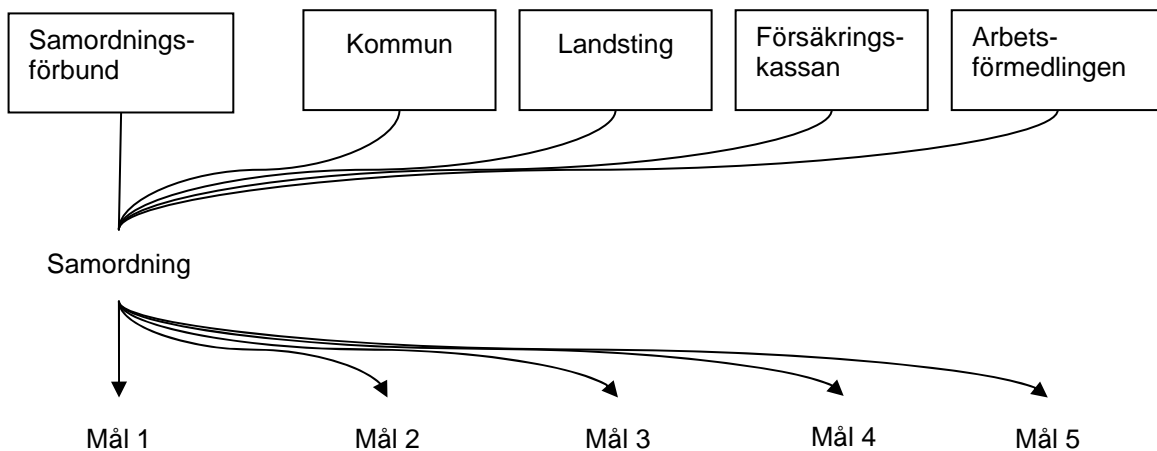 Samordnings-
förbund
Kommun
Landsting
Försäkrings-
kassan
Arbets-
förmedlingen
Samordning
Mål 1
Mål 2
Mål 3
Mål 4
Mål 5